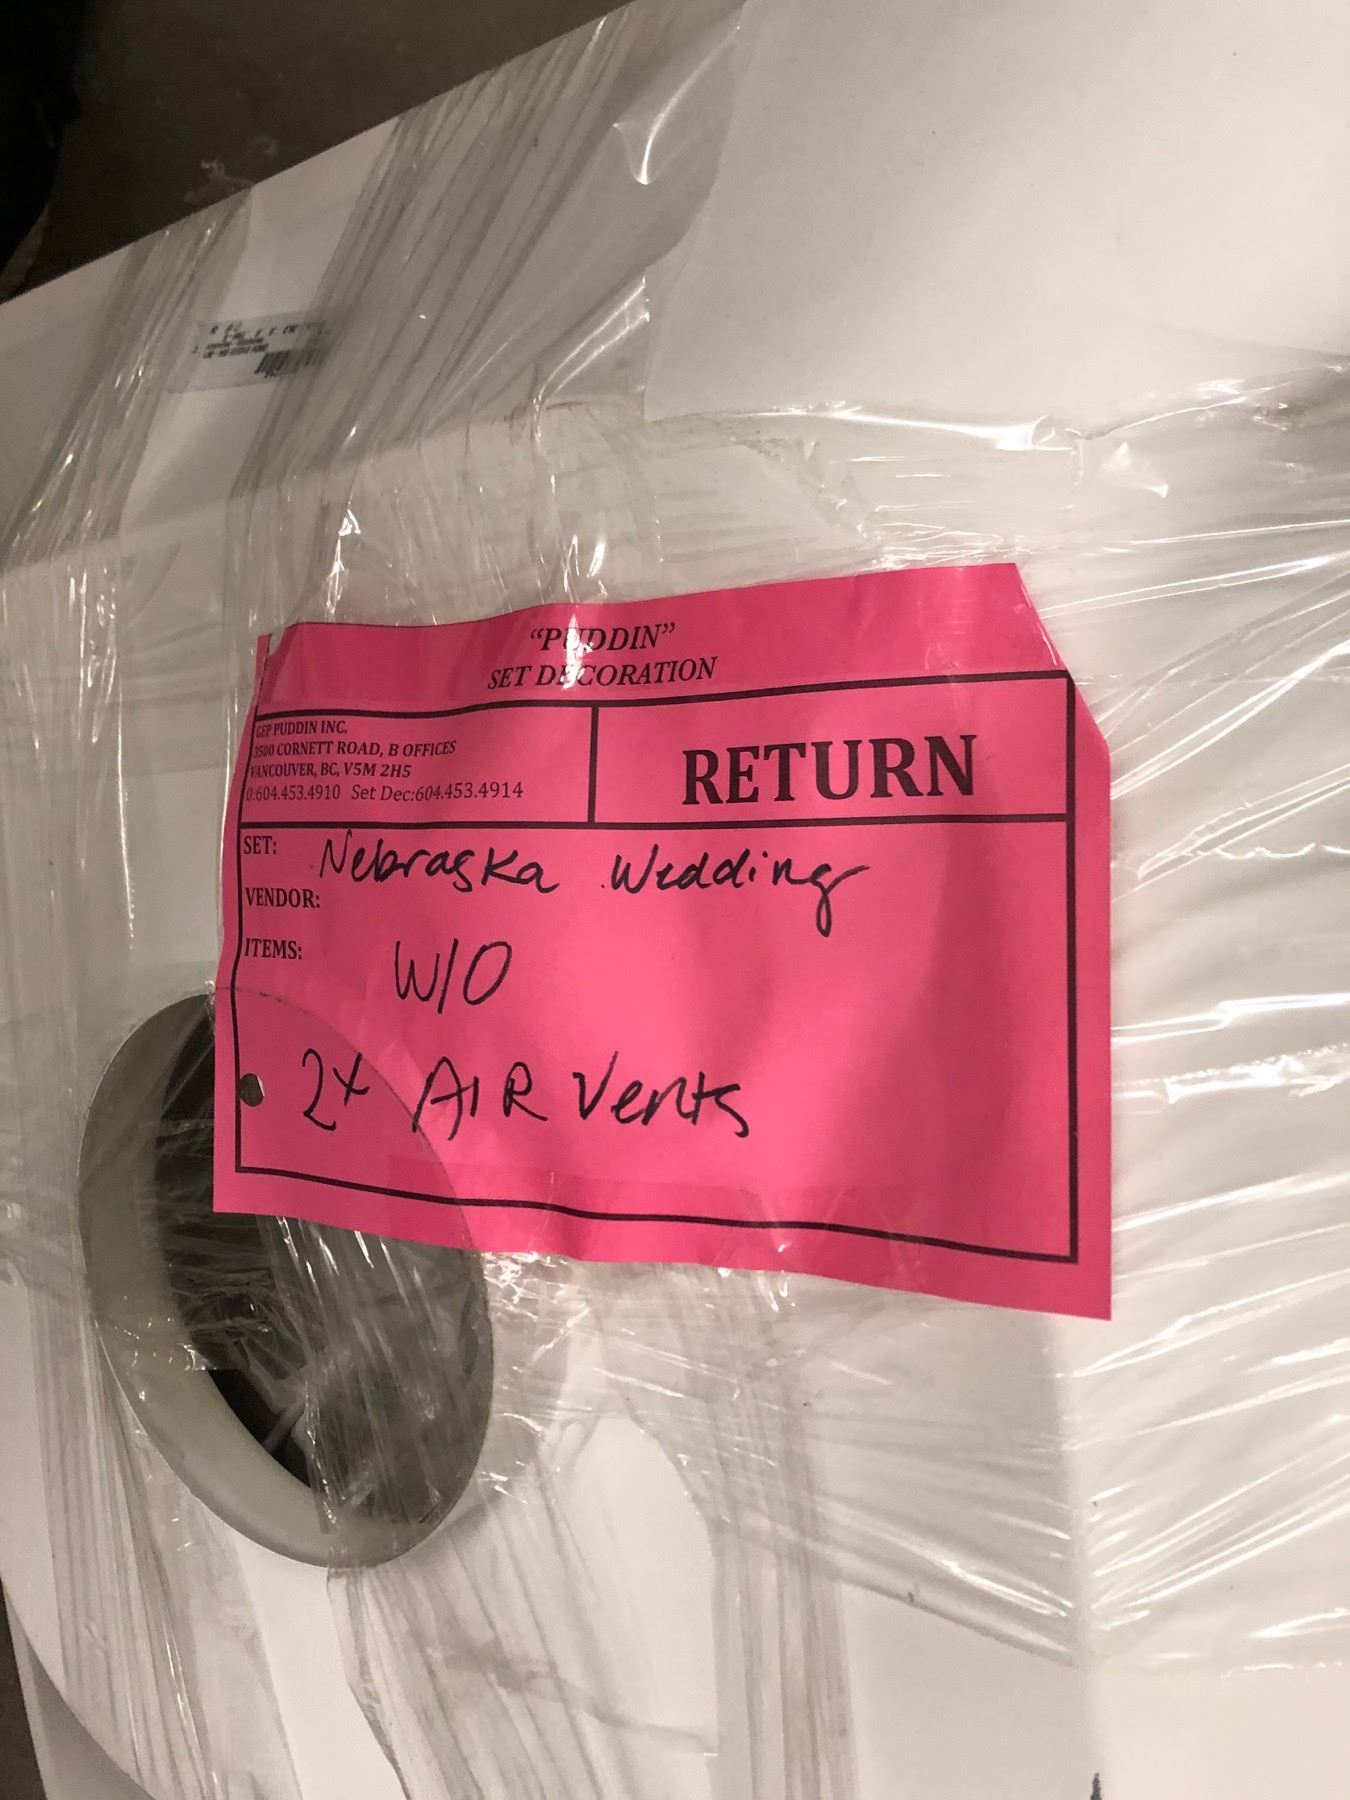 “PUDDIN”
SET DECORATION
GEP PUDDIN INC.
3500 CORNETT ROAD, B OFFICES
VANCOUVER, BC, V5M 2H5
O:604.453.4910 Set Dec:604.453.4914
RETURN
SET: Nebraska Wedding
VENDOR:
ITEMS: W/O
2x AIR Vents